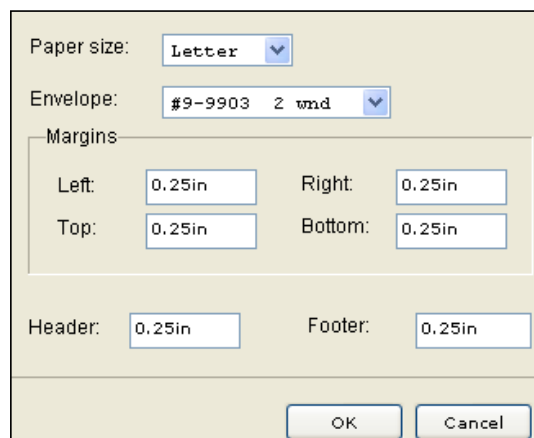 Paper size: Letter
Envelope: #9-9903 2 wnd
Margins
Left: 0.25in Right: 0.25in
Top: 0.25in Bottom: 0.25in
Header: 0.25in Footer: 0.25in
OK Cancel